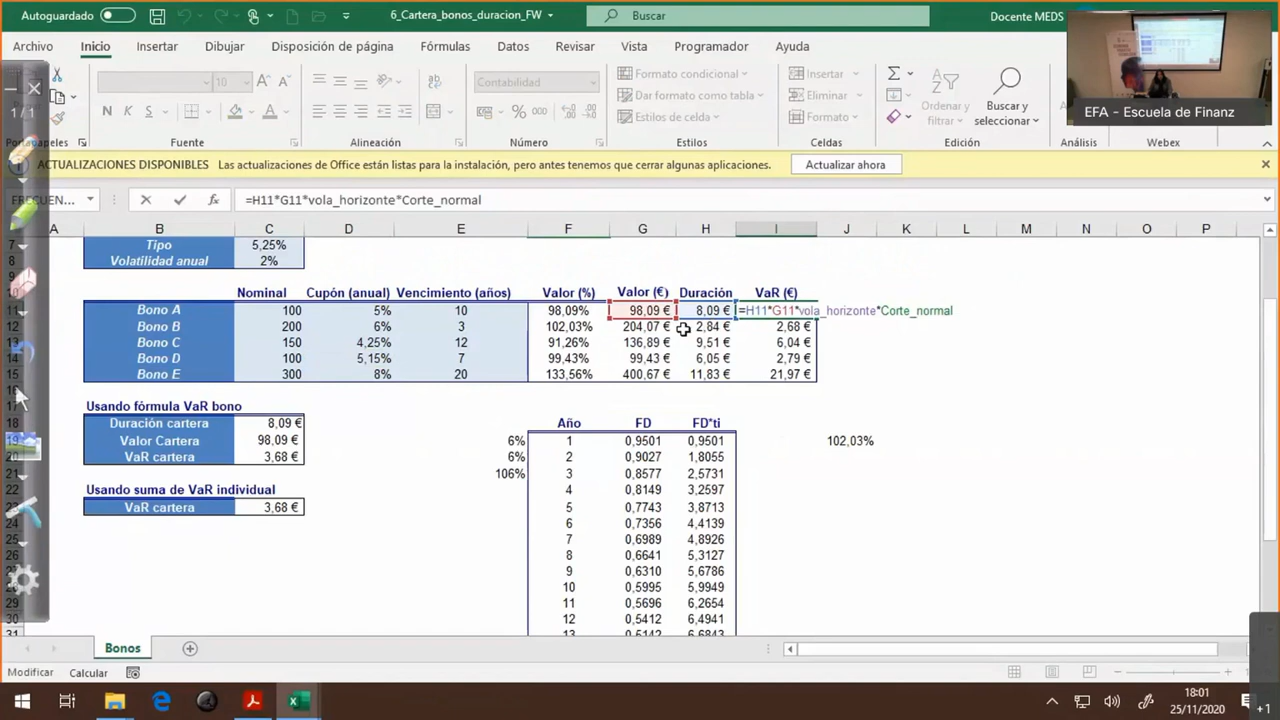 Autoguardado
6_Cartera_bonos_duracion_FW
Buscar
Docente MEDS
Archivo Inicio Insertar Dibujar Disposición de página Fórmulas Datos Revisar Vista Programador Ayuda
10
N K S
Fuente
Alineación
Contabilidad
% 000
Número
Formato condicional
Dar formato como tabla
Estilos de celda
Estilos
Insertar
Eliminar
Formato
Celdas
Ordenar y filtrar
Buscar y seleccionar
Edición
Análisis
Webex
EFA - Escuela de Finanz
1/1
ACTUALIZACIONES DISPONIBLES Las actualizaciones de Office están listas para la instalación, pero antes tenemos que cerrar algunas aplicaciones. Actualizar ahora
FRECUEN... fx =H11*G11*vola_horizonte*Corte_normal
A B C D E F G H I J K L M N O P
Tipo 5,25%
Volatilidad anual 2%
Nominal Cupón (anual) Vencimiento (años) Valor (%) Valor (€) Duración VaR (€)
Bono A 100 5% 10 98,09% 98,09 € 8,09 € =H11*G11*vola_horizonte*Corte_normal
Bono B 200 6% 3 102,03% 204,07 € 2,84 € 2,68 €
Bono C 150 4,25% 13 91,26% 136,89 € 9,51 € 6,04 €
Bono D 100 5,15% 7 99,43% 99,43 € 6,05 € 2,79 €
Bono E 300 8% 20 133,56% 400,67 € 11,83 € 21,97 €
Usando fórmula VaR bono
Duración cartera 8,09 €
Valor Cartera 98,09 €
VaR cartera 3,68 €
Usando suma de VaR individual
VaR cartera 3,68 €
Año FD FD*ti
6% 1 0,9501 0,9501 102,03%
6% 2 0,9027 1,8055
106% 3 0,8577 2,5731
4 0,8149 3,2597
5 0,7743 3,8713
6 0,7356 4,4139
7 0,6989 4,8926
8 0,6641 5,3127
9 0,6310 5,6786
10 0,5995 5,9949
11 0,5696 6,2654
12 0,5412 6,4941
13 0,5142 6,6843
Bonos
Modificar Calcular
18:01
25/11/2020
+1